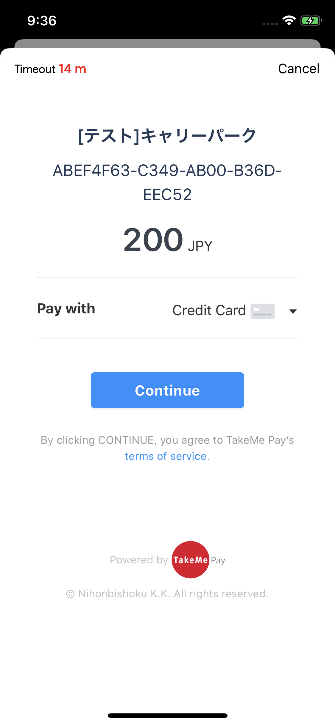 9:36
Timeout 14 m
Cancel
[テスト]キャリーパーク
ABEF4F63-C349-AB00-B36D-
EEC52
200 JPY
Pay with
Credit Card
Continue
By clicking CONTINUE, you agree to TakeMe Pay's
terms of service.
Powered by TakeMe Pay
© Nihonbishoku K.K. All rights reserved.